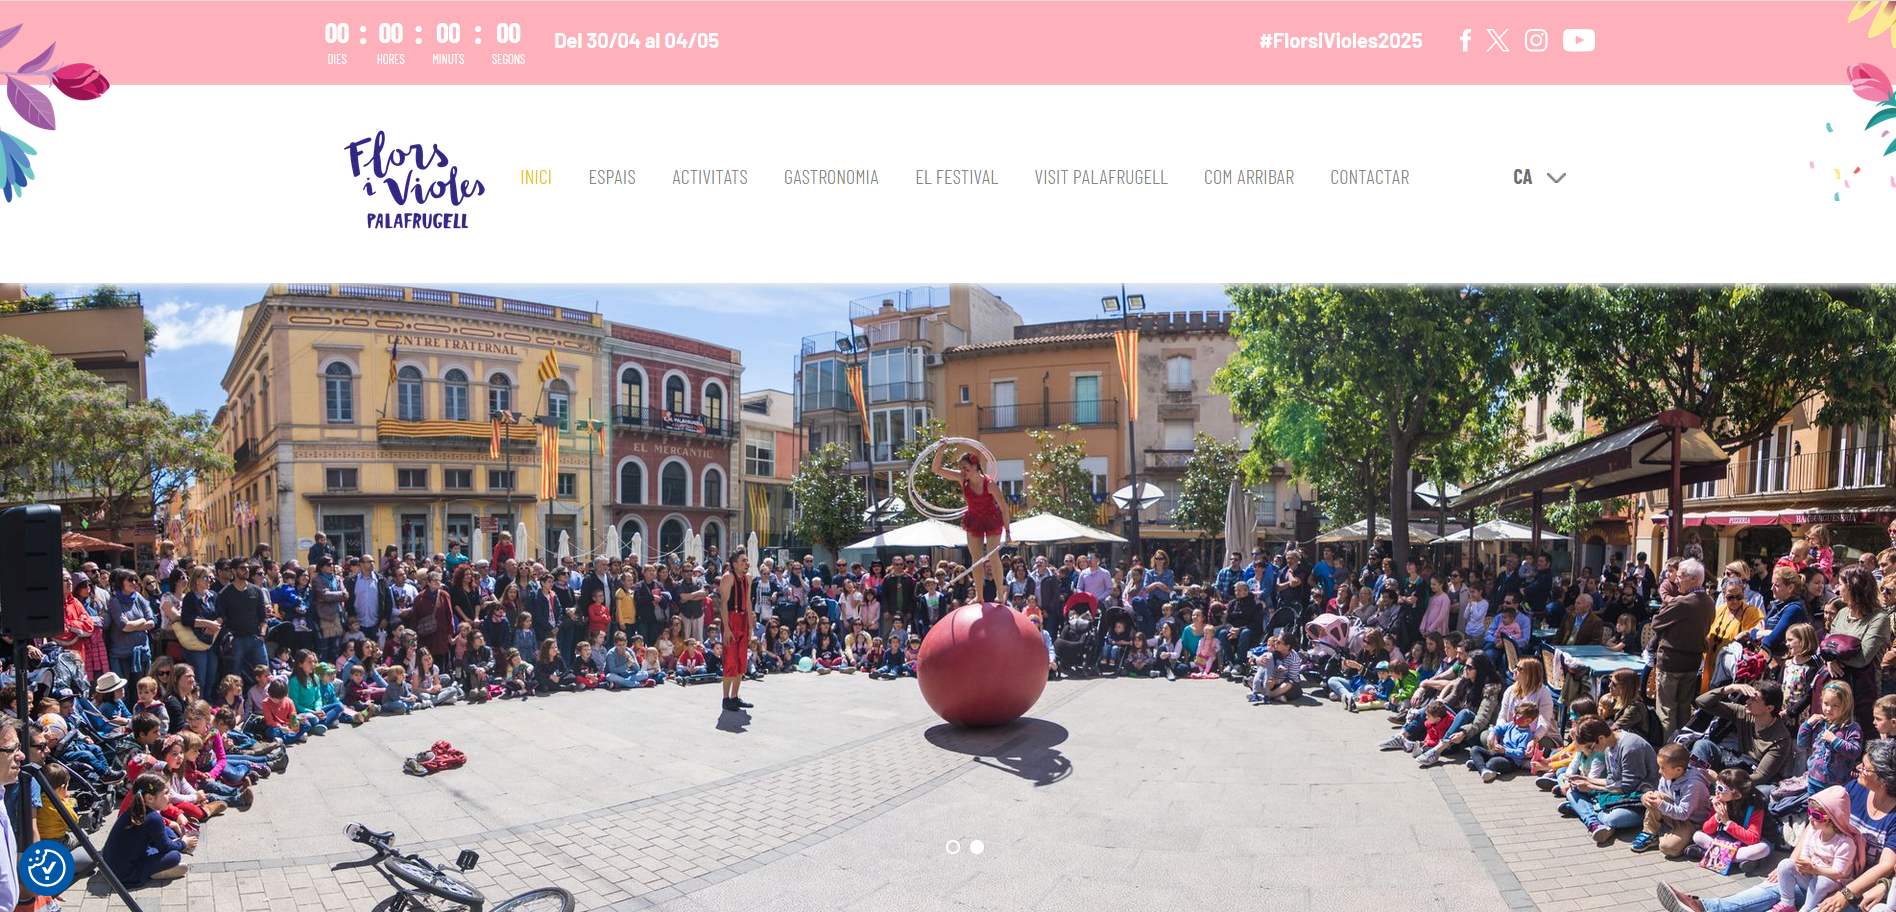 00 : 00 : 00 : 00
DIES HORES MINUTS SEGONS
Del 30/04 al 04/05
#FlorsiVioles2025
Flors
i Violes
PALAFRUGELL
INICI ESPAIS ACTIVITATS GASTRONOMIA EL FESTIVAL VISIT PALAFRUGELL COM ARRIBAR CONTACTAR
CA
CENTRE FRATERNAL
EL MERCANTIL
PIZZERIA
HAMBURGUESERIA